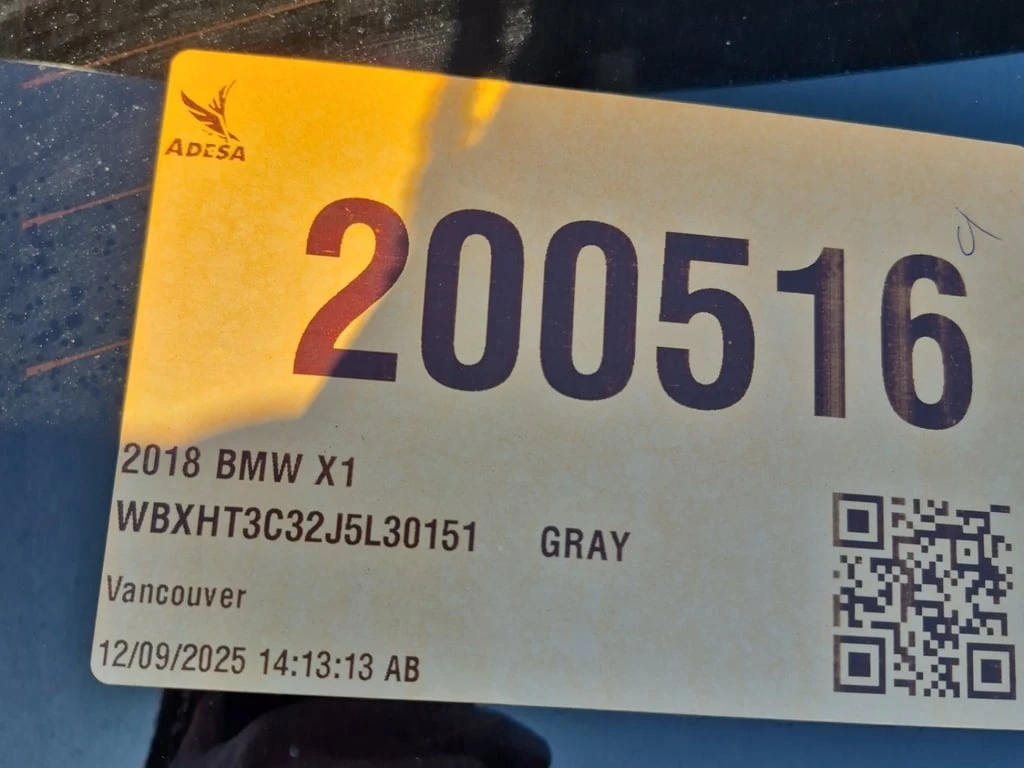 ADESA
200516
2018 BMW X1
WBXHT3C32J5L30151 GRAY
Vancouver
12/09/2025 14:13:13 AB